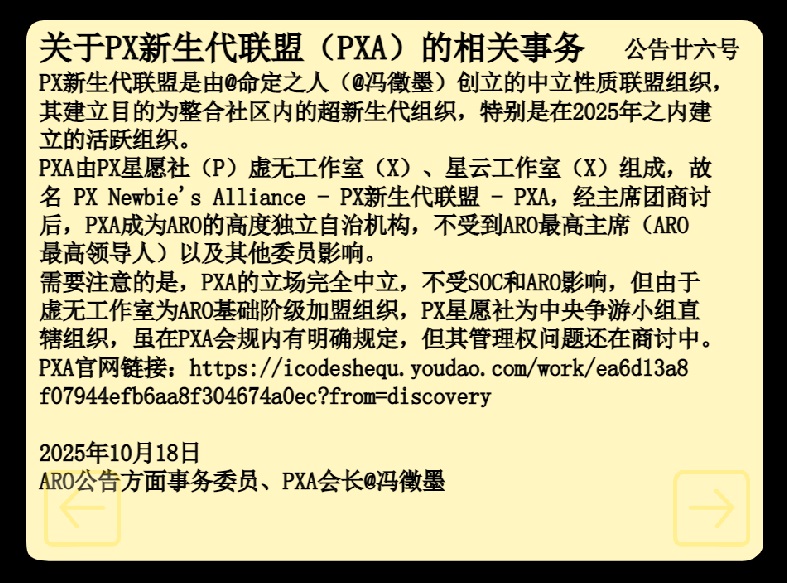 关于PX新生代联盟（PXA）的相关事务 公告廿六号
PX新生代联盟是由@命定之人（@冯徵墨）创立的中立性质联盟组织，
其建立目的为整合社区内的超新生代组织，特别是在2025年之内建
立的活跃组织。
PXA由PX星愿社（P）虚无工作室（X）、星云工作室（X）组成，故
名 PX Newbie's Alliance - PX新生代联盟 - PXA，经主席团商讨
后，PXA成为ARO的高度独立自治机构，不受到ARO最高主席（ARO
最高领导人）以及其他委员影响。
需要注意的是，PXA的立场完全中立，不受SOC和ARO影响，但由于
虚无工作室为ARO基础阶级加盟组织，PX星愿社为中央争游小组直
辖组织，虽在PXA会规内有明确规定，但其管理权问题还在商讨中。
PXA官网链接：https://icodeshequ.youdao.com/work/ea6d13a8
f07944efb6aa8f304674a0ec?from=discovery
2025年10月18日
ARO公告方面事务委员、PXA会长@冯徵墨